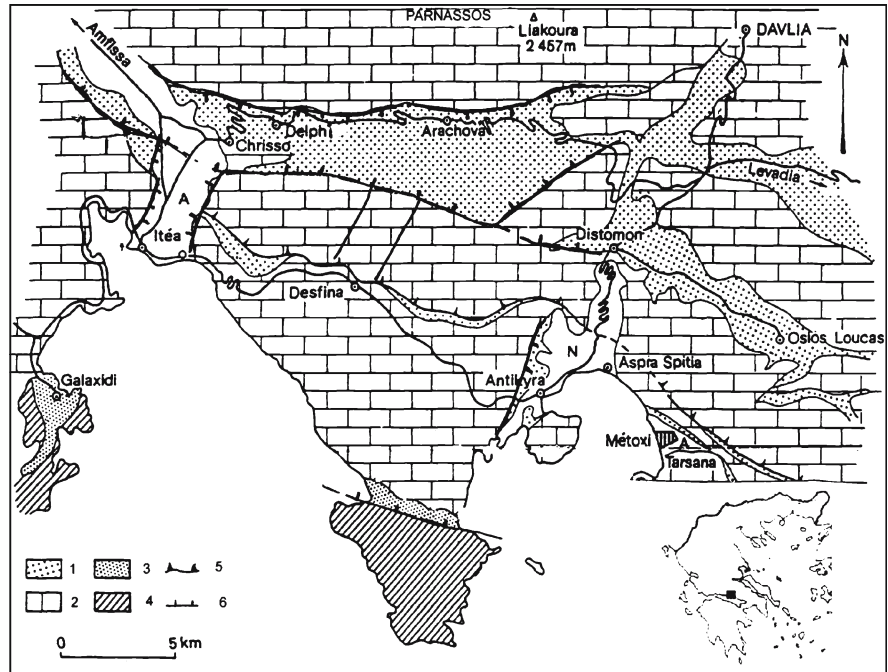 PARNASSOS
Liakoura
2 457m
DAVLIA
N
Amfissa
Delphi
Arachova
Chrisso
Levadia
A
Itéa
Distomon
Desfina
Osios Loucas
N
Galaxidi
Antikyra
Aspra Spitia
Métoxi
A
Tarsana
1 3 5
2 4 6
0 5 km